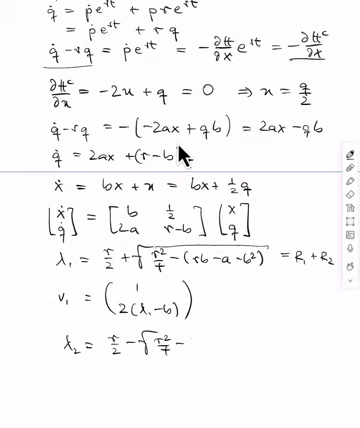 q̇ = ṗe^{rt} + pre^{rt}
= ṗe^{rt} + rq
q̇ - rq = ṗe^{rt} = -∂H/∂x e^{rt} = -∂H^c/∂x
∂H^c/∂u = -2u + q = 0 ⇒ u = q/2
q̇ - rq = -(-2ax + qb) = 2ax - qb
q̇ = 2ax + (r - b)
ẋ = bx + u = bx + ½q
[ẋ q̇] = [b ½ 2a r-b] [x q]
λ₁ = r/2 + √(r²/4 - (rb - a - b²)) = R₁ + R₂
v₁ = (1 2(λ₁ - b))
λ₂ = r/2 - √(r²/4 -